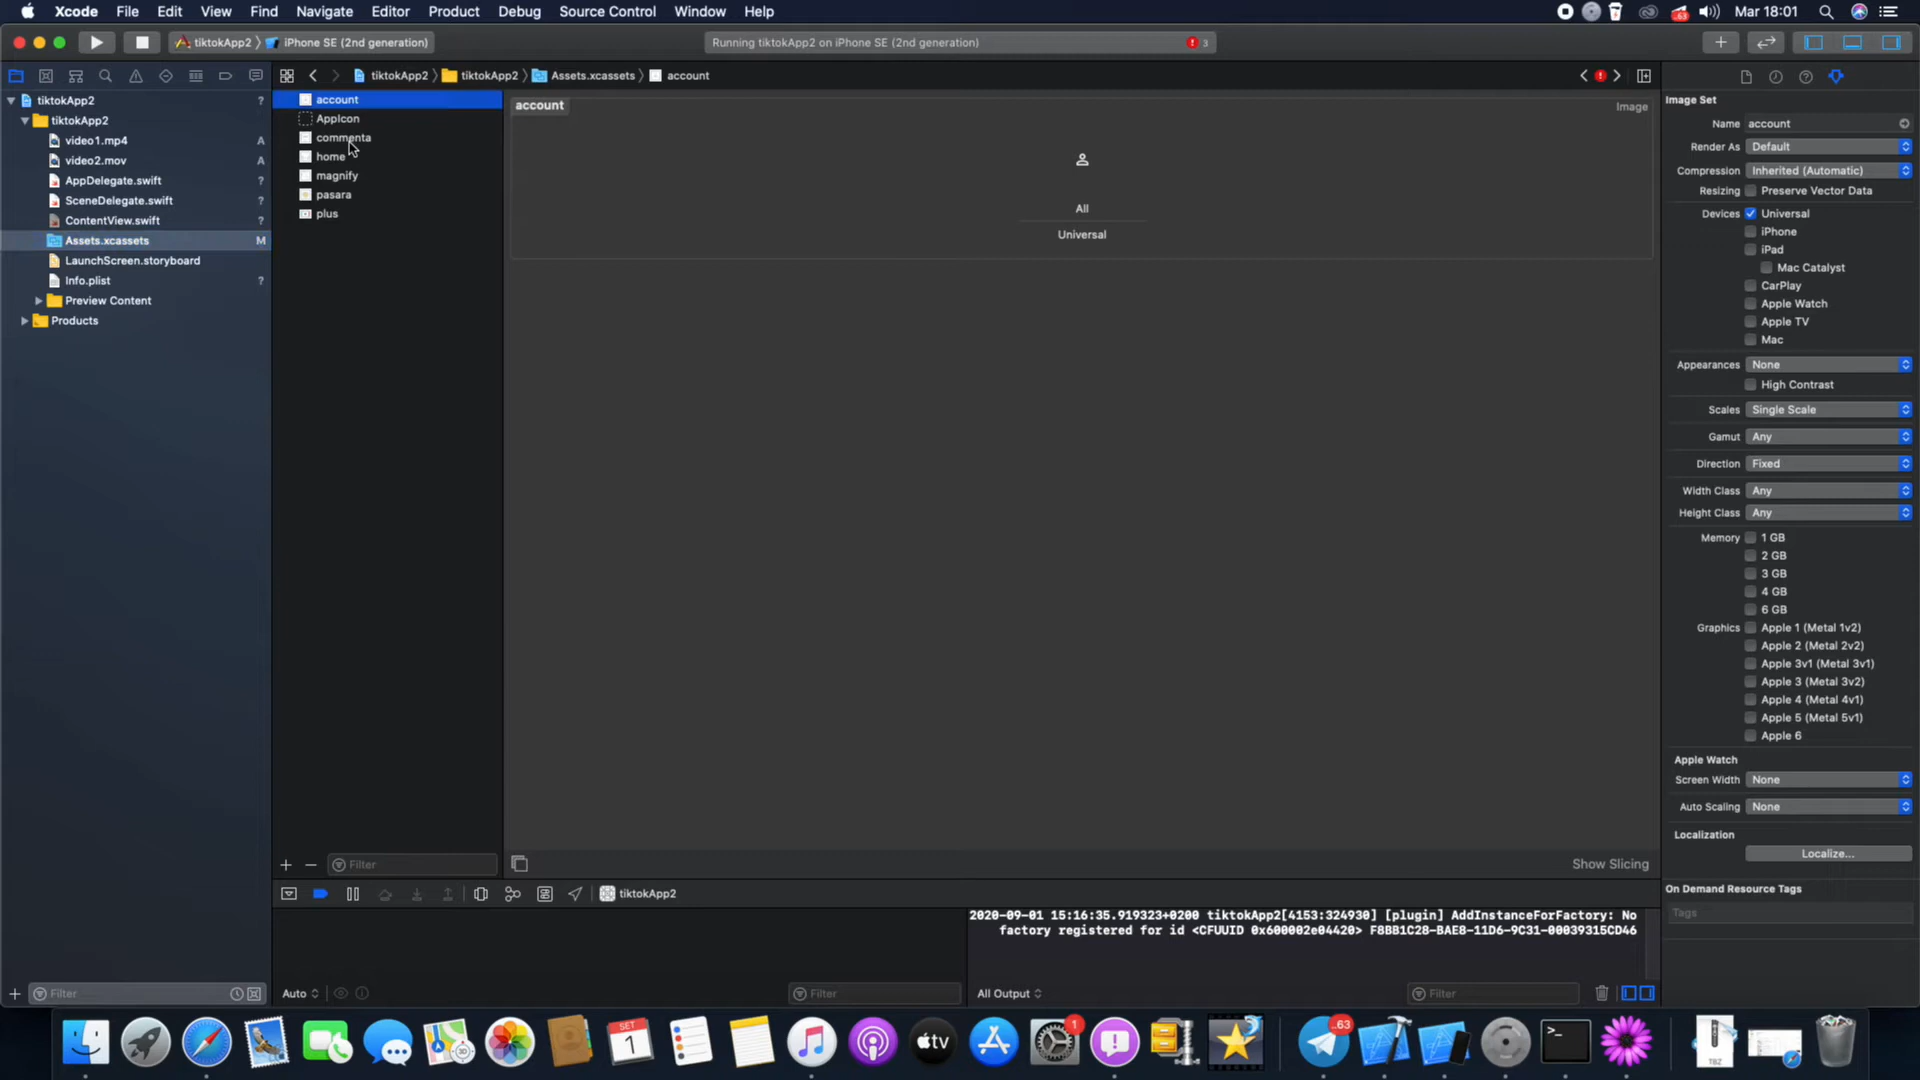 Xcode File Edit View Find Navigate Editor Product Debug Source Control Window Help
63
Mar 18:01
tiktokApp2 iPhone SE (2nd generation)
Running tiktokApp2 on iPhone SE (2nd generation)
3
tiktokApp2 tiktokApp2 Assets.xcassets account
tiktokApp2 ?
tiktokApp2
video1.mp4 A
video2.mov A
AppDelegate.swift ?
SceneDelegate.swift ?
ContentView.swift ?
Assets.xcassets M
LaunchScreen.storyboard
Info.plist ?
Preview Content
Products
account
AppIcon
commenta
home
magnify
pasara
plus
account
Image
All
Universal
Image Set
Name account
Render As Default
Compression Inherited (Automatic)
Resizing Preserve Vector Data
Devices Universal
iPhone
iPad
Mac Catalyst
CarPlay
Apple Watch
Apple TV
Mac
Appearances None
High Contrast
Scales Single Scale
Gamut Any
Direction Fixed
Width Class Any
Height Class Any
Memory 1 GB
2 GB
3 GB
4 GB
6 GB
Graphics Apple 1 (Metal 1v2)
Apple 2 (Metal 2v2)
Apple 3v1 (Metal 3v1)
Apple 3 (Metal 3v2)
Apple 4 (Metal 4v1)
Apple 5 (Metal 5v1)
Apple 6
Apple Watch
Screen Width None
Auto Scaling None
Localization
Localize...
On Demand Resource Tags
Tags
Filter
Show Slicing
tiktokApp2
2020-09-01 15:16:35.919323+0200 tiktokApp2[4153:324930] [plugin] AddInstanceForFactory: No
factory registered for id <CFUUID 0x600002e04420> F8BB1C28-BAE8-11D6-9C31-00039315CD46
Filter
Auto
Filter
All Output
Filter
SET
1
tv
1
63
TBZ